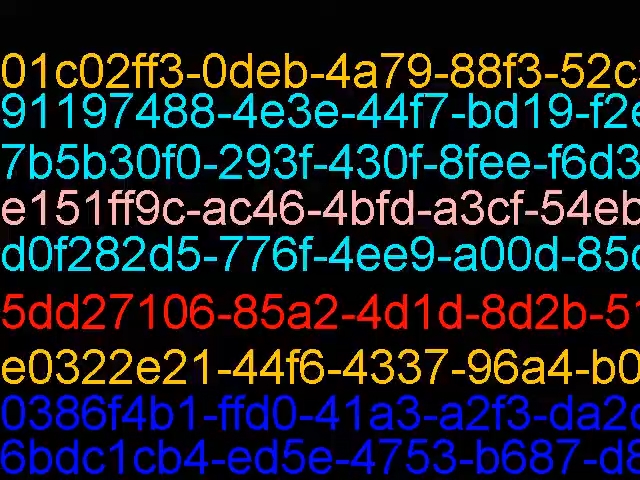 01c02ff3-0deb-4a79-88f3-52c
91197488-4e3e-44f7-bd19-f2e
7b5b30f0-293f-430f-8fee-f6d3
e151ff9c-ac46-4bfd-a3cf-54eb
d0f282d5-776f-4ee9-a00d-85c
5dd27106-85a2-4d1d-8d2b-51
e0322e21-44f6-4337-96a4-b0
0386f4b1-ffd0-41a3-a2f3-da2c
6bdc1cb4-ed5e-4753-b687-d8